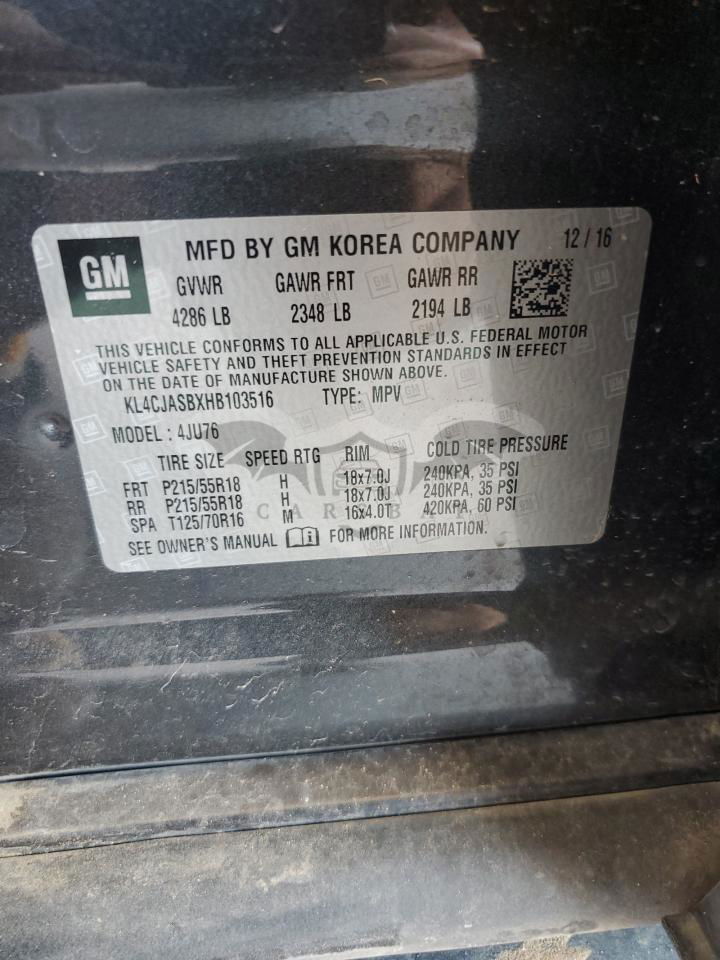 GM
MFD BY GM KOREA COMPANY 12 / 16
GVWR GAWR FRT GAWR RR
4286 LB 2348 LB 2194 LB
THIS VEHICLE CONFORMS TO ALL APPLICABLE U.S. FEDERAL MOTOR
VEHICLE SAFETY AND THEFT PREVENTION STANDARDS IN EFFECT
ON THE DATE OF MANUFACTURE SHOWN ABOVE.
KL4CJASBXHB103516 TYPE: MPV
MODEL: 4JU76
TIRE SIZE SPEED RTG RIM COLD TIRE PRESSURE
FRT P215/55R18 H 18x7.0J 240KPA, 35 PSI
RR P215/55R18 H 18x7.0J 240KPA, 35 PSI
SPA T125/70R16 M 16x4.0T 420KPA, 60 PSI
SEE OWNER'S MANUAL FOR MORE INFORMATION.